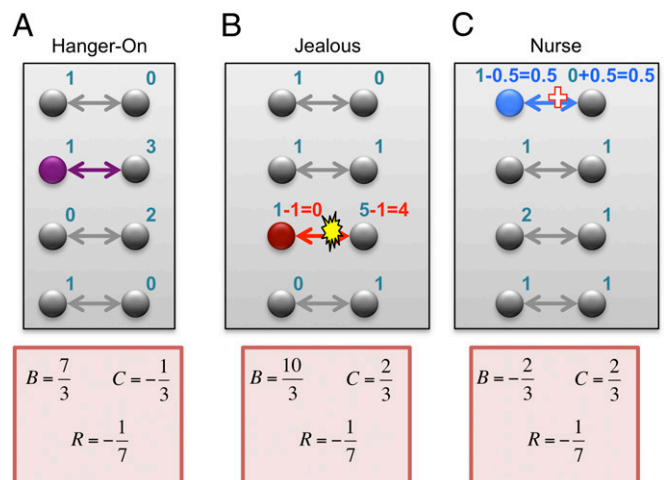 A
Hanger-On
1 0
1 3
0 2
1 0
B = 7/3 C = -1/3
R = -1/7
B
Jealous
1 0
1 1
1-1=0 5-1=4
0 1
B = 10/3 C = 2/3
R = -1/7
C
Nurse
1-0.5=0.5 0+0.5=0.5
1 1
2 1
1 1
B = -2/3 C = 2/3
R = -1/7